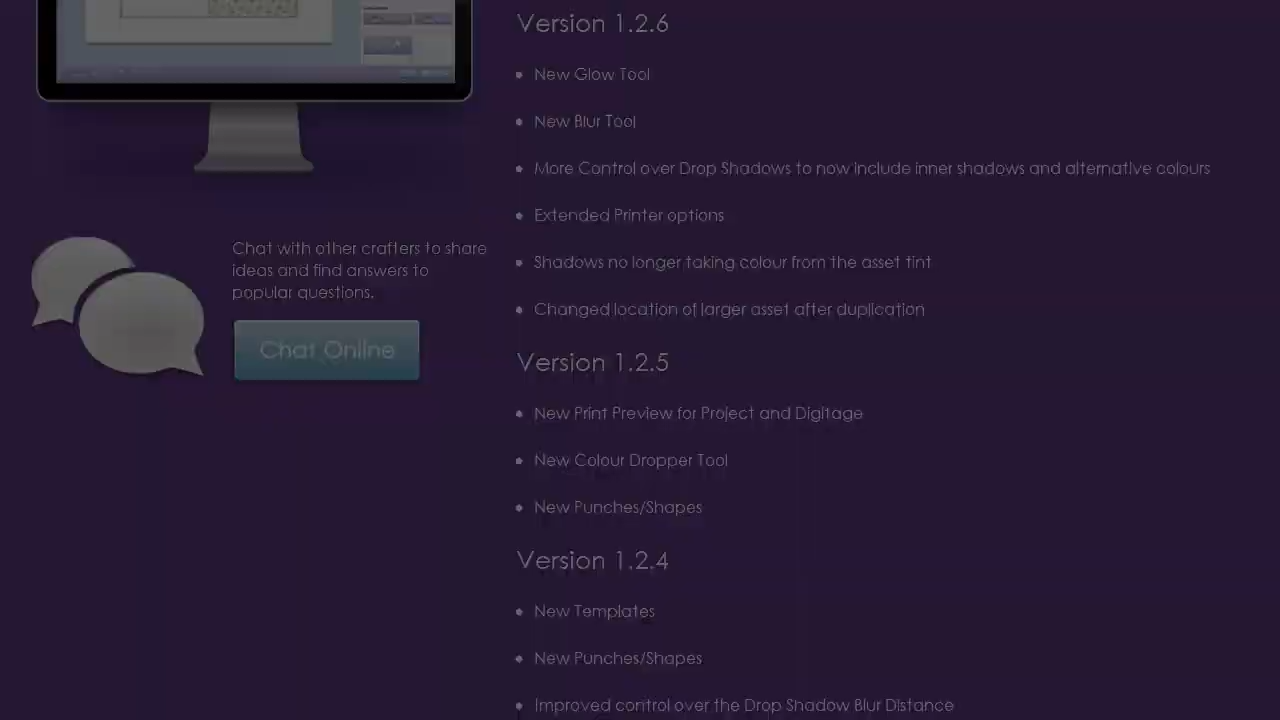 Version 1.2.6
New Glow Tool
New Blur Tool
More Control over Drop Shadows to now include inner shadows and alternative colours
Extended Printer options
Shadows no longer taking colour from the asset tint
Changed location of larger asset after duplication
Chat with other crafters to share
ideas and find answers to
popular questions.
Chat Online
Version 1.2.5
New Print Preview for Project and Digitage
New Colour Dropper Tool
New Punches/Shapes
Version 1.2.4
New Templates
New Punches/Shapes
Improved control over the Drop Shadow Blur Distance